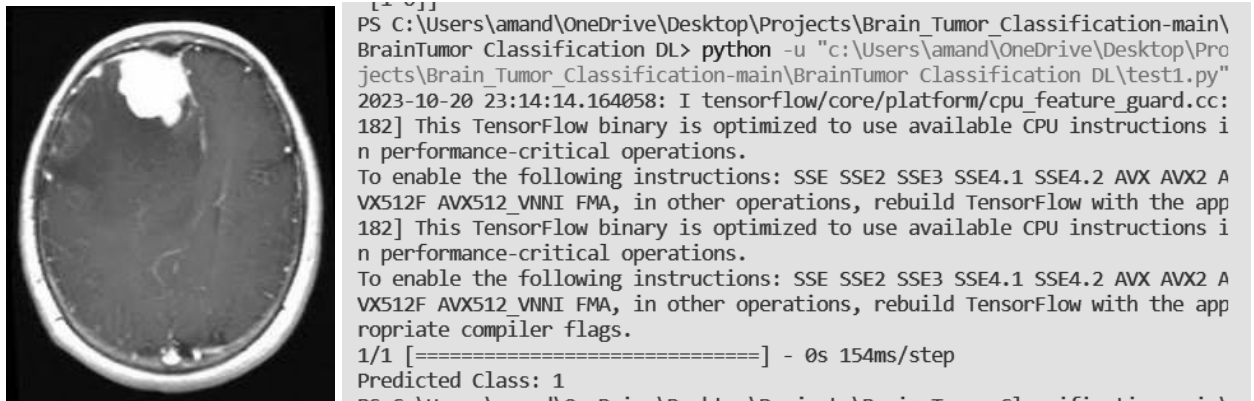 [1 0]]
PS C:\Users\amand\OneDrive\Desktop\Projects\Brain_Tumor_Classification-main\
BrainTumor Classification DL> python -u "c:\Users\amand\OneDrive\Desktop\Pro
jects\Brain_Tumor_Classification-main\BrainTumor Classification DL\test1.py"
2023-10-20 23:14:14.164058: I tensorflow/core/platform/cpu_feature_guard.cc:
182] This TensorFlow binary is optimized to use available CPU instructions i
n performance-critical operations.
To enable the following instructions: SSE SSE2 SSE3 SSE4.1 SSE4.2 AVX AVX2 A
VX512F AVX512_VNNI FMA, in other operations, rebuild TensorFlow with the app
182] This TensorFlow binary is optimized to use available CPU instructions i
n performance-critical operations.
To enable the following instructions: SSE SSE2 SSE3 SSE4.1 SSE4.2 AVX AVX2 A
VX512F AVX512_VNNI FMA, in other operations, rebuild TensorFlow with the app
ropriate compiler flags.
1/1 [==============================] - 0s 154ms/step
Predicted Class: 1